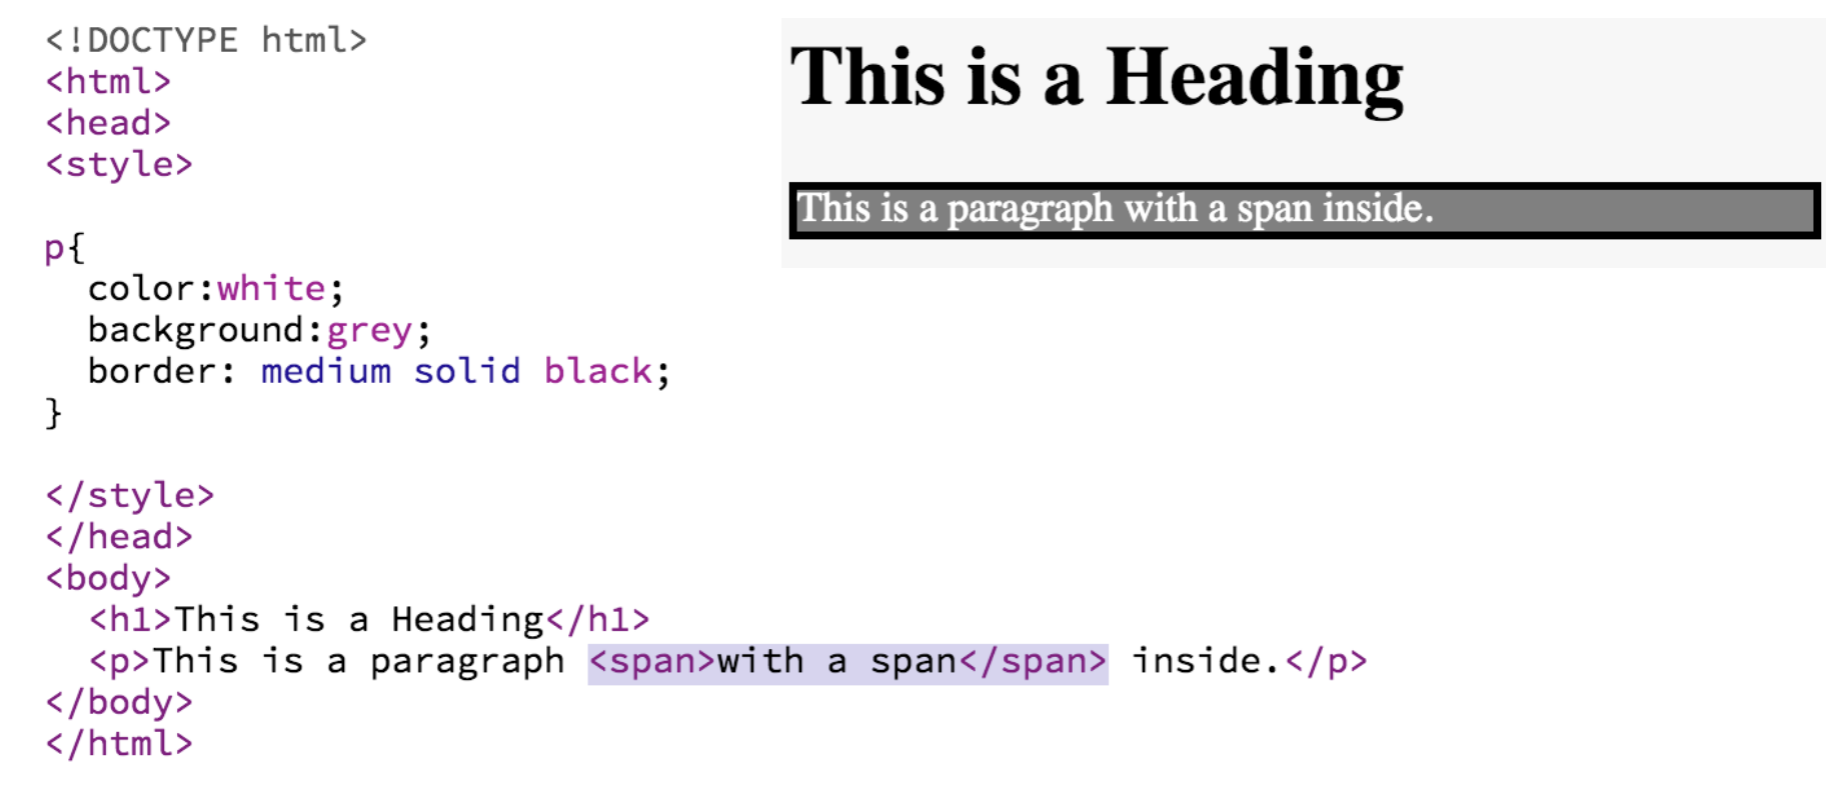 <!DOCTYPE html>
<html>
<head>
<style>
p{
  color:white;
  background:grey;
  border: medium solid black;
}
</style>
</head>
<body>
  <h1>This is a Heading</h1>
  <p>This is a paragraph <span>with a span</span> inside.</p>
</body>
</html>
This is a Heading
This is a paragraph with a span inside.